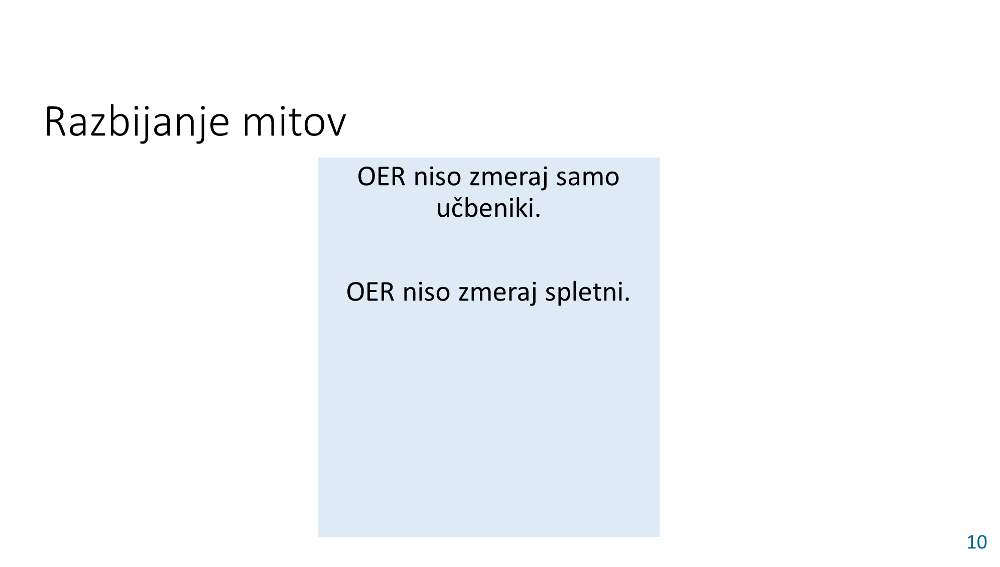 Razbijanje mitov
OER niso zmeraj samo
učbeniki.
OER niso zmeraj spletni.
10